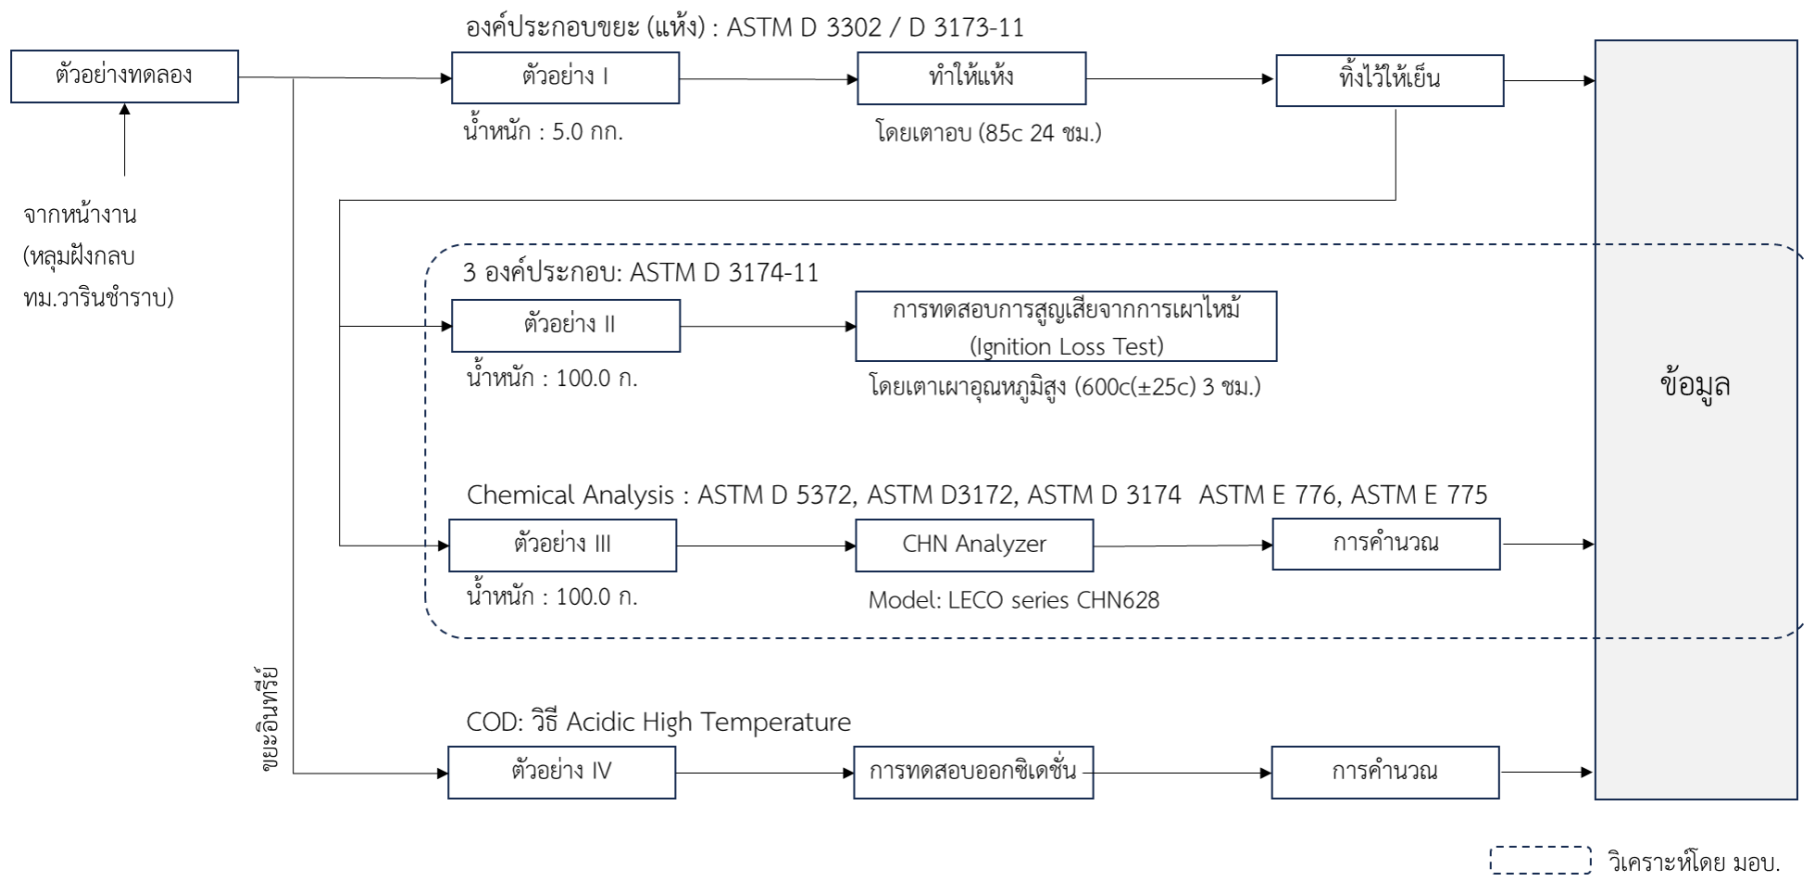 องค์ประกอบขยะ (แห้ง) : ASTM D 3302 / D 3173-11
ตัวอย่างทดลอง
ตัวอย่าง I
ทำให้แห้ง
ทิ้งไว้ให้เย็น
น้ำหนัก : 5.0 กก.
โดยเตาอบ (85c 24 ชม.)
จากหน้างาน
(หลุมฝังกลบ
ทม.วารินชำราบ)
3 องค์ประกอบ: ASTM D 3174-11
ตัวอย่าง II
การทดสอบการสูญเสียจากการเผาไหม้
(Ignition Loss Test)
น้ำหนัก : 100.0 ก.
โดยเตาเผาอุณหภูมิสูง (600c(±25c) 3 ชม.)
ข้อมูล
Chemical Analysis : ASTM D 5372, ASTM D3172, ASTM D 3174  ASTM E 776, ASTM E 775
ตัวอย่าง III
CHN Analyzer
การคำนวณ
น้ำหนัก : 100.0 ก.
Model: LECO series CHN628
ขยะอินทรีย์
COD: วิธี Acidic High Temperature
ตัวอย่าง IV
การทดสอบออกซิเดชั่น
การคำนวณ
วิเคราะห์โดย มอบ.